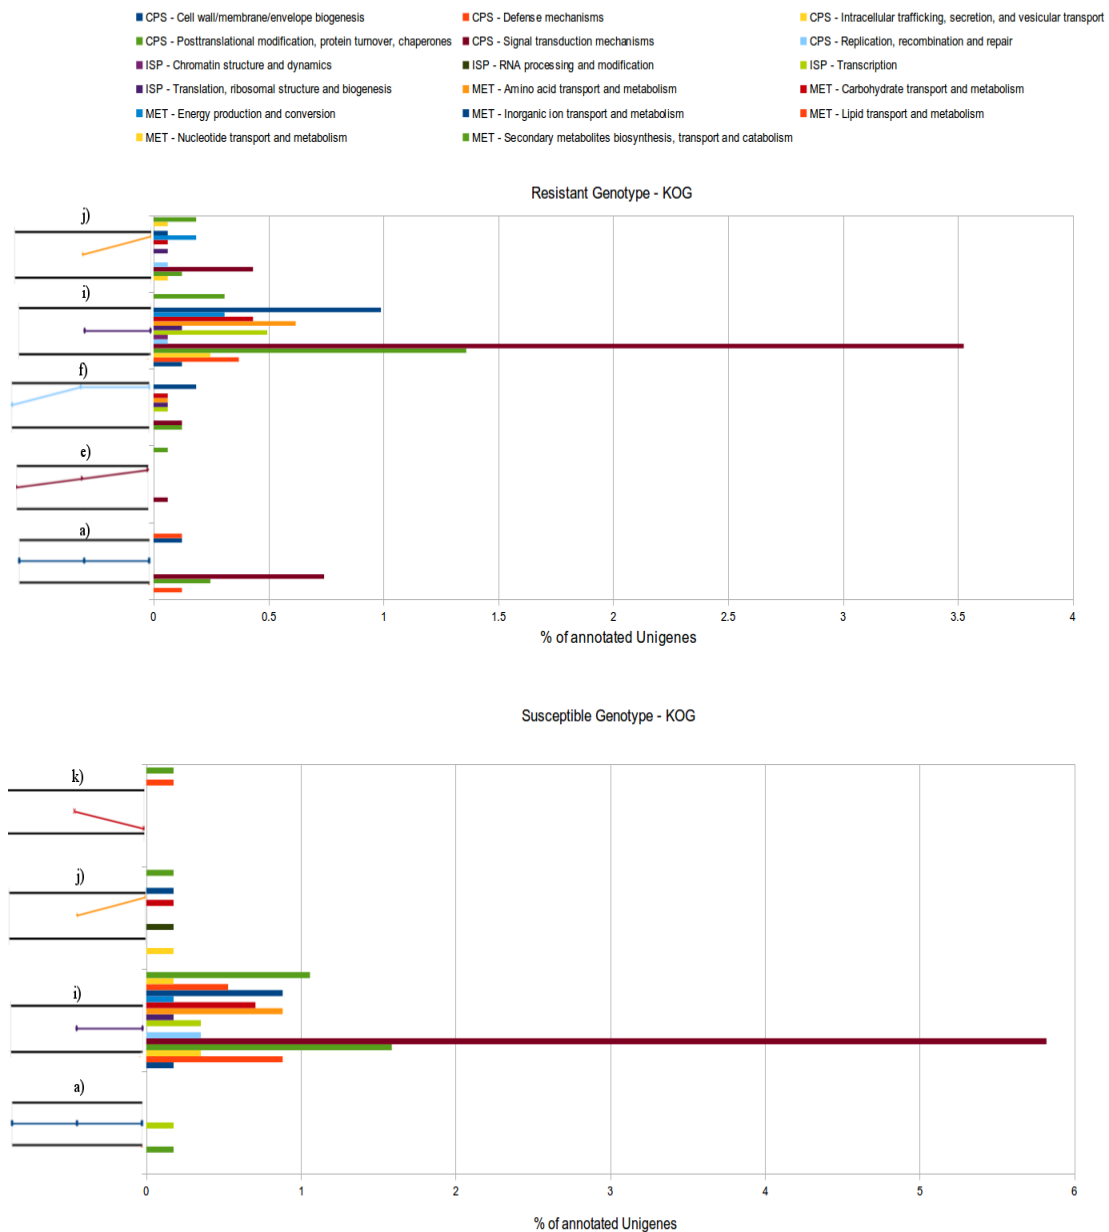 CPS - Cell wall/membrane/envelope biogenesis
CPS - Defense mechanisms
CPS - Intracellular trafficking, secretion, and vesicular transport
CPS - Posttranslational modification, protein turnover, chaperones
CPS - Signal transduction mechanisms
CPS - Replication, recombination and repair
ISP - Chromatin structure and dynamics
ISP - RNA processing and modification
ISP - Transcription
ISP - Translation, ribosomal structure and biogenesis
MET - Amino acid transport and metabolism
MET - Carbohydrate transport and metabolism
MET - Energy production and conversion
MET - Inorganic ion transport and metabolism
MET - Lipid transport and metabolism
MET - Nucleotide transport and metabolism
MET - Secondary metabolites biosynthesis, transport and catabolism
Resistant Genotype - KOG
j)
i)
f)
e)
a)
0 0.5 1 1.5 2 2.5 3 3.5 4
% of annotated Unigenes
Susceptible Genotype - KOG
k)
j)
i)
a)
0 1 2 3 4 5 6
% of annotated Unigenes